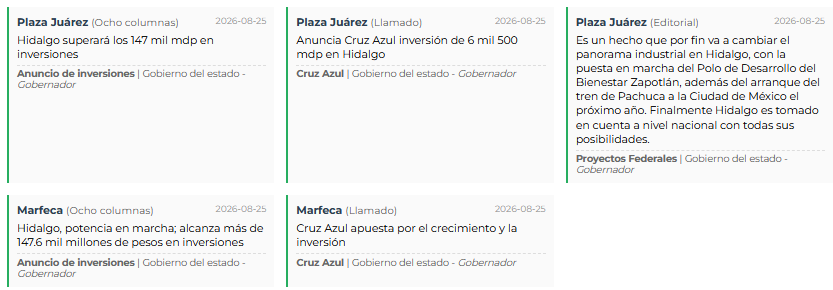 Plaza Juárez (Ocho columnas) 2026-08-25
Hidalgo superará los 147 mil mdp en
inversiones
Anuncio de inversiones | Gobierno del estado -
Gobernador
Plaza Juárez (Llamado) 2026-08-25
Anuncia Cruz Azul inversión de 6 mil 500
mdp en Hidalgo
Cruz Azul | Gobierno del estado - Gobernador
Plaza Juárez (Editorial) 2026-08-25
Es un hecho que por fin va a cambiar el
panorama industrial en Hidalgo, con la
puesta en marcha del Polo de Desarrollo del
Bienestar Zapotlán, además del arranque del
tren de Pachuca a la Ciudad de México el
próximo año. Finalmente Hidalgo es tomado
en cuenta a nivel nacional con todas sus
posibilidades.
Proyectos Federales | Gobierno del estado -
Gobernador
Marfeca (Ocho columnas) 2026-08-25
Hidalgo, potencia en marcha; alcanza más de
147.6 mil millones de pesos en inversiones
Anuncio de inversiones | Gobierno del estado -
Gobernador
Marfeca (Llamado) 2026-08-25
Cruz Azul apuesta por el crecimiento y la
inversión
Cruz Azul | Gobierno del estado - Gobernador